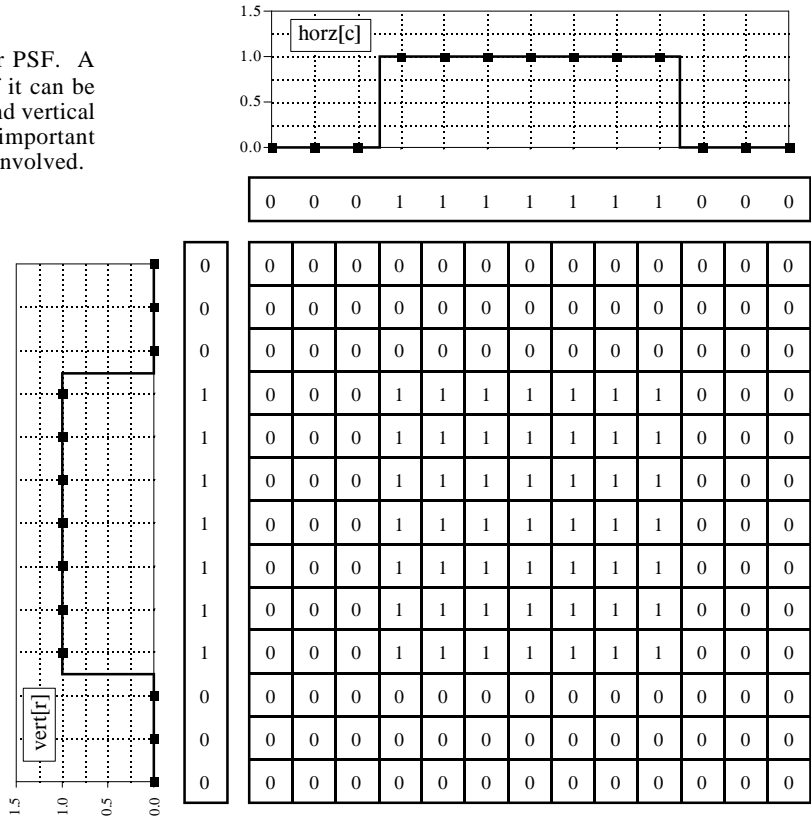 r PSF. A
f it can be
nd vertical
important
nvolved.
1.5
1.0
0.5
0.0
horz[c]
0 0 0 1 1 1 1 1 1 1 0 0 0
0 0 0 0 0 0 0 0 0 0 0 0 0 0
0 0 0 0 0 0 0 0 0 0 0 0 0 0
0 0 0 0 0 0 0 0 0 0 0 0 0 0
1 0 0 0 1 1 1 1 1 1 1 0 0 0
1 0 0 0 1 1 1 1 1 1 1 0 0 0
1 0 0 0 1 1 1 1 1 1 1 0 0 0
1 0 0 0 1 1 1 1 1 1 1 0 0 0
1 0 0 0 1 1 1 1 1 1 1 0 0 0
1 0 0 0 1 1 1 1 1 1 1 0 0 0
1 0 0 0 1 1 1 1 1 1 1 0 0 0
0 0 0 0 0 0 0 0 0 0 0 0 0 0
0 0 0 0 0 0 0 0 0 0 0 0 0 0
0 0 0 0 0 0 0 0 0 0 0 0 0 0
vert[r]
1.5 1.0 0.5 0.0